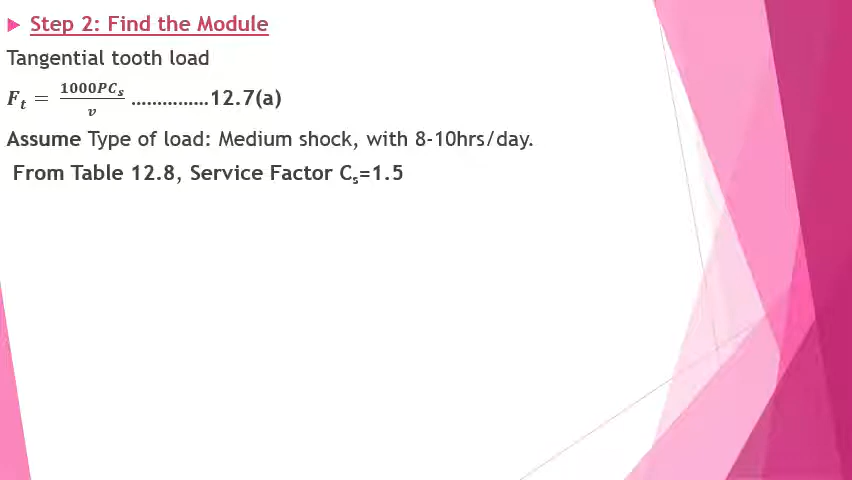 Step 2: Find the Module
Tangential tooth load
Fₜ = 1000PCₛ / v ...............12.7(a)
Assume Type of load: Medium shock, with 8-10hrs/day.
From Table 12.8, Service Factor Cₛ=1.5